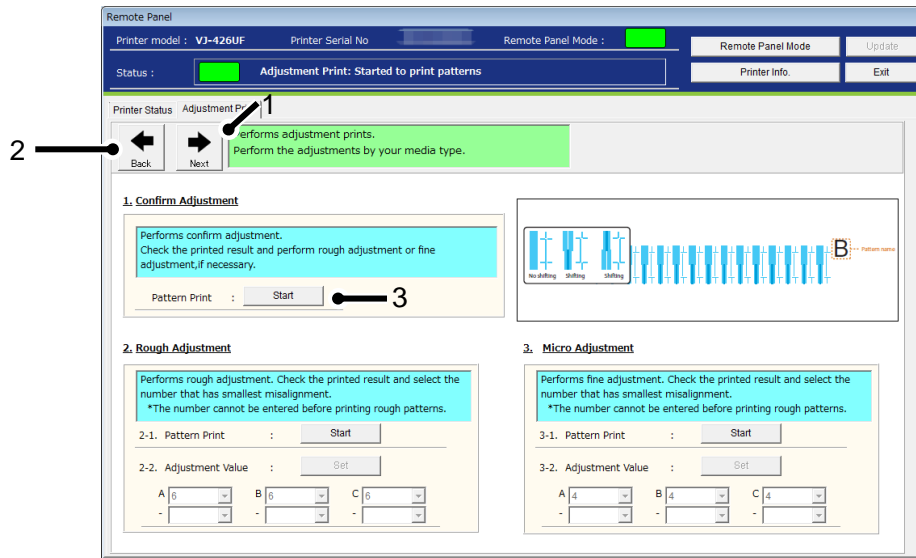 Remote Panel
Printer model : VJ-426UF Printer Serial No Remote Panel Mode :
Remote Panel Mode Update
Status : Adjustment Print: Started to print patterns
Printer Info. Exit
Printer Status Adjustment 1
2 Back Next
Performs adjustment prints.
Perform the adjustments by your media type.
1. Confirm Adjustment
Performs confirm adjustment.
Check the printed result and perform rough adjustment or fine
adjustment,if necessary.
Pattern Print : Start 3
No shifting Shifting Shifting
B Pattern name
2. Rough Adjustment
Performs rough adjustment. Check the printed result and select the
number that has smallest misalignment.
*The number cannot be entered before printing rough patterns.
2-1. Pattern Print : Start
2-2. Adjustment Value : Set
A 6 B 6 C 6
- - -
3. Micro Adjustment
Performs fine adjustment. Check the printed result and select the
number that has smallest misalignment.
*The number cannot be entered before printing rough patterns.
3-1. Pattern Print : Start
3-2. Adjustment Value : Set
A 4 B 4 C 4
- - -